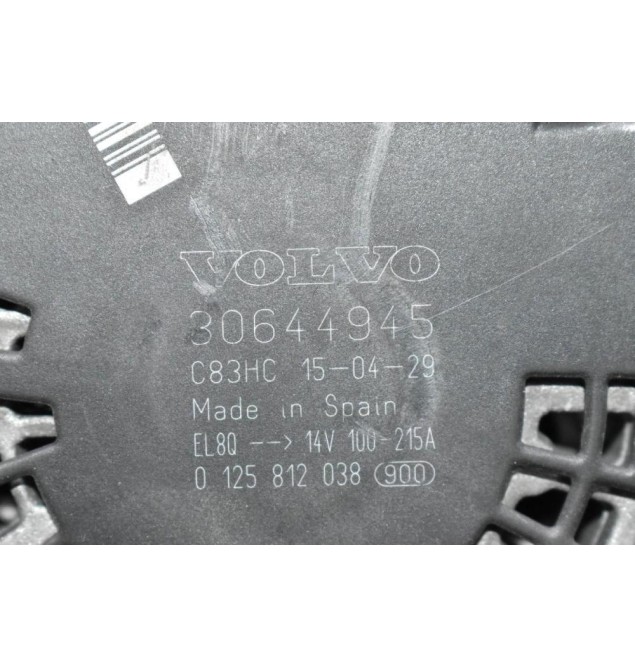 VOLVO
30644945
C83HC 15-04-29
Made in Spain
EL8Q --> 14V 100-215A
0 125 812 038 900